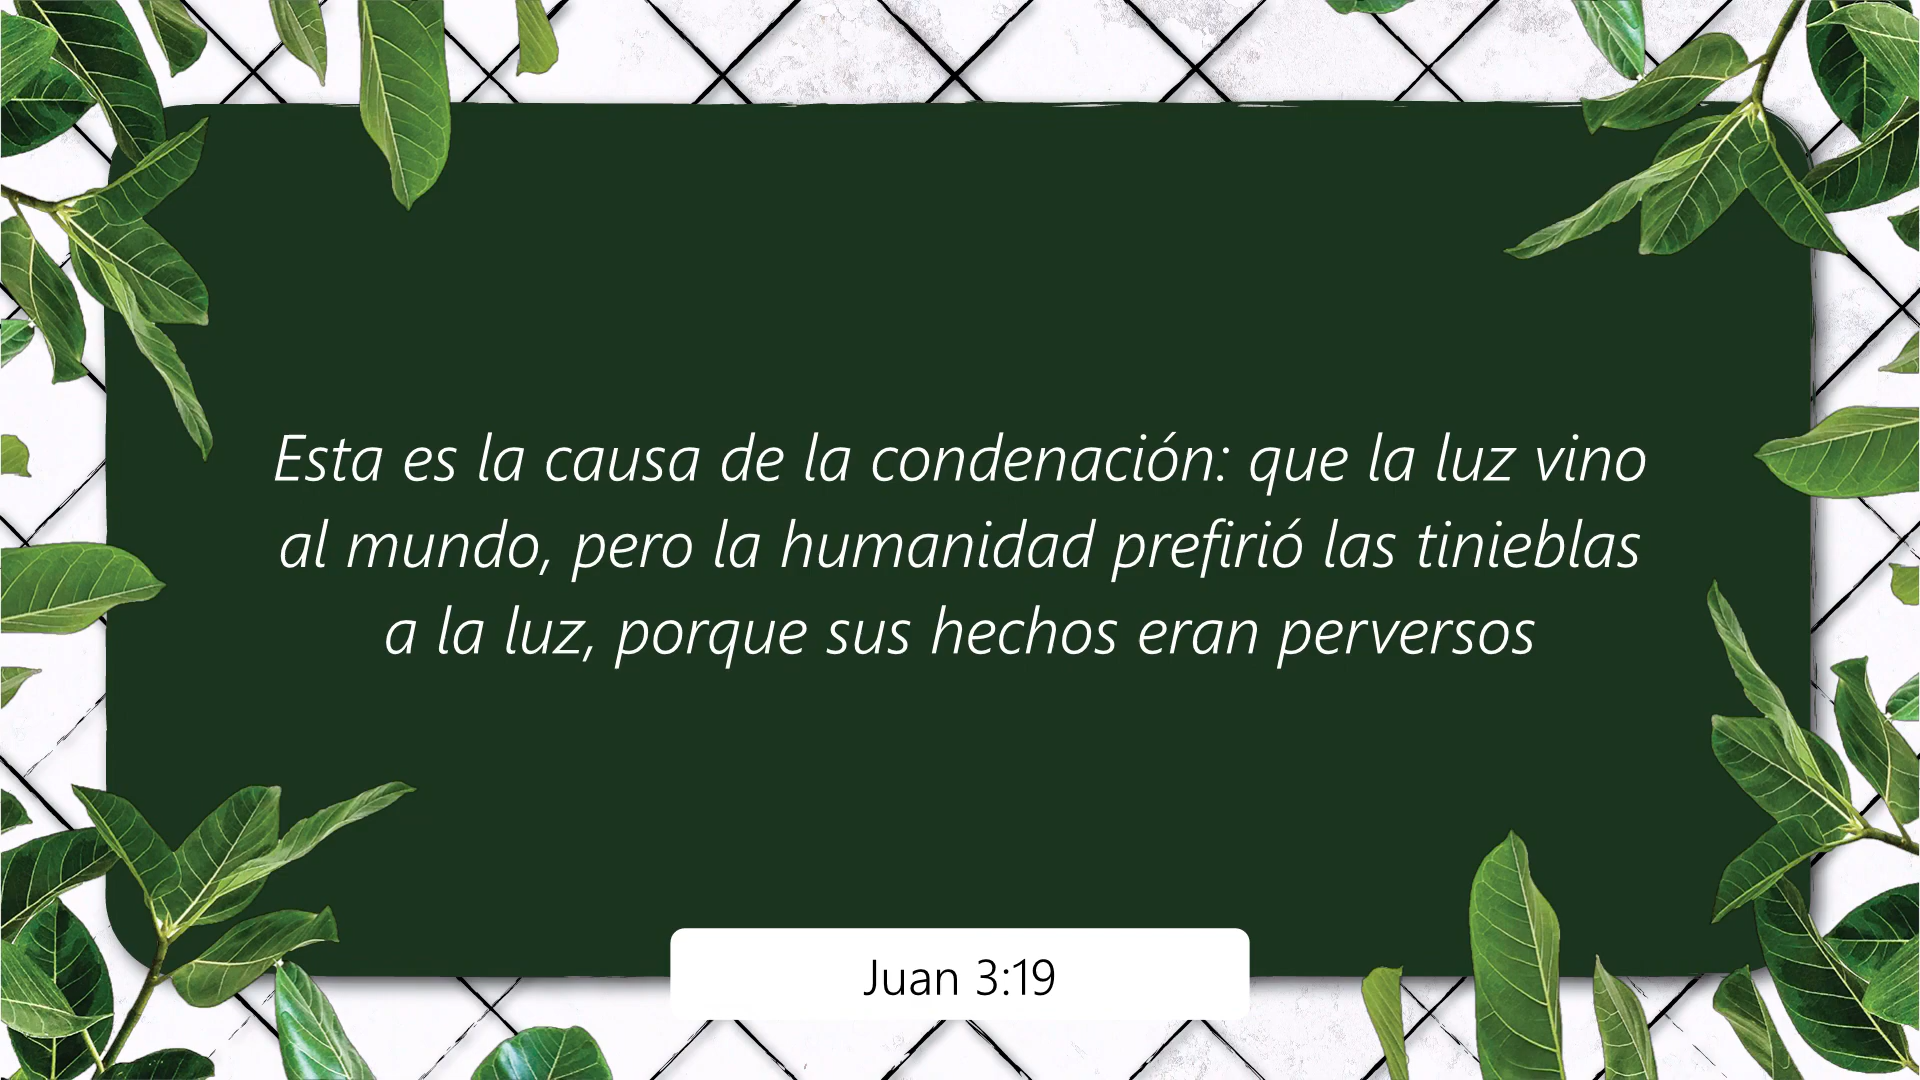 Esta es la causa de la condenación: que la luz vino
al mundo, pero la humanidad prefirió las tinieblas
a la luz, porque sus hechos eran perversos
Juan 3:19